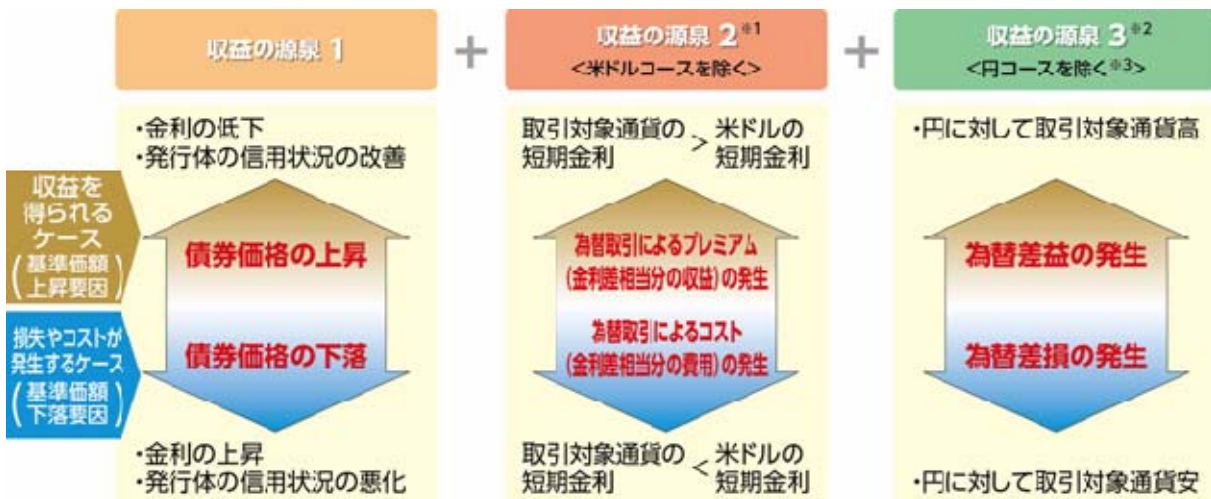 収益の源泉 1
+
収益の源泉 2※1
<米ドルコースを除く>
+
収益の源泉 3※2
<円コースを除く※3>
収益を
得られる
ケース
(基準価額
上昇要因)
損失やコストが
発生するケース
(基準価額
下落要因)
・金利の低下
・発行体の信用状況の改善
債券価格の上昇
債券価格の下落
・金利の上昇
・発行体の信用状況の悪化
取引対象通貨の > 米ドルの
短期金利 短期金利
為替取引によるプレミアム
(金利差相当分の収益)の発生
為替取引によるコスト
(金利差相当分の費用)の発生
取引対象通貨の < 米ドルの
短期金利 短期金利
・円に対して取引対象通貨高
為替差益の発生
為替差損の発生
・円に対して取引対象通貨安